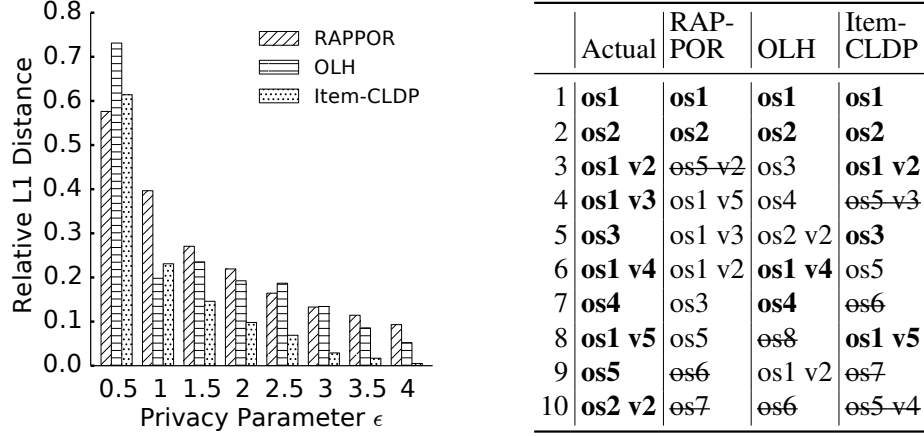 0.8
0.7
0.6
0.5
0.4
0.3
0.2
0.1
0.0
Relative L1 Distance
RAPPOR
OLH
Item-CLDP
0.5 1 1.5 2 2.5 3 3.5 4
Privacy Parameter ϵ
Actual RAP-POR OLH Item-CLDP
1 os1 os1 os1 os1
2 os2 os2 os2 os2
3 os1 v2 os5 v2 os3 os1 v2
4 os1 v3 os1 v5 os4 os5 v3
5 os3 os1 v3 os2 v2 os3
6 os1 v4 os1 v2 os1 v4 os5
7 os4 os3 os4 os6
8 os1 v5 os5 os8 os1 v5
9 os5 os6 os1 v2 os7
10 os2 v2 os7 os6 os5 v4